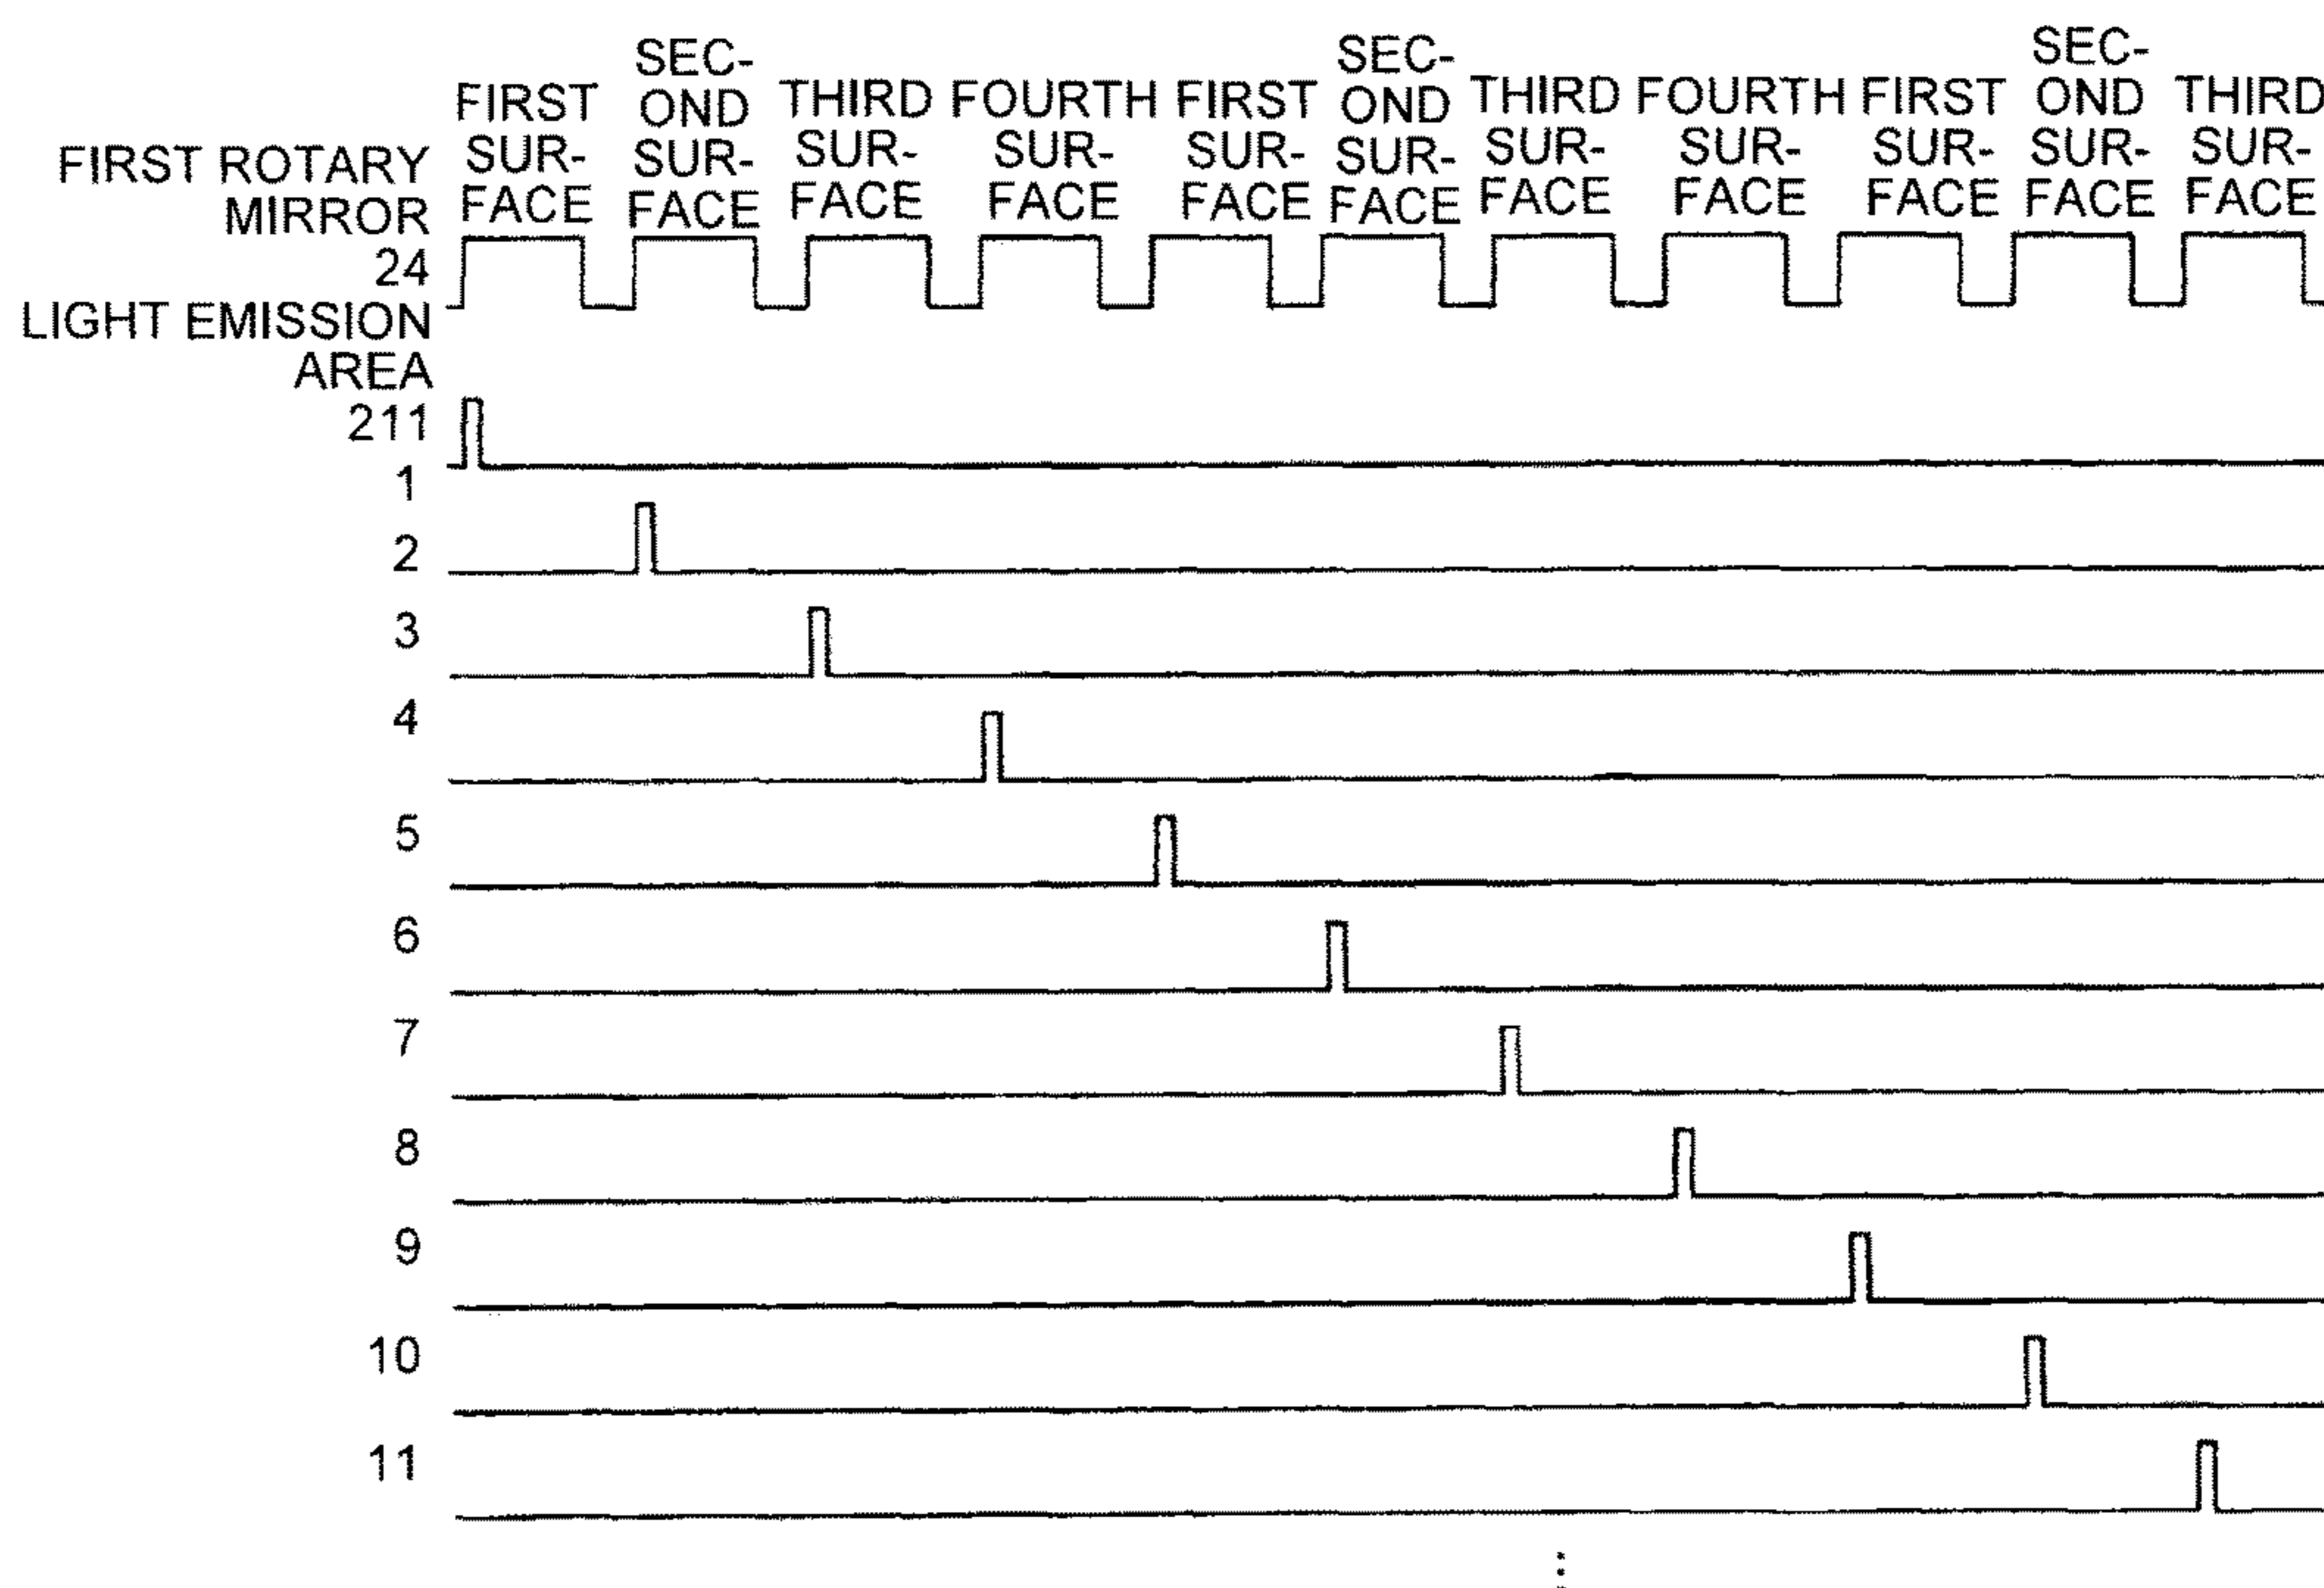 FIRST ROTARY
MIRROR
24
FIRST
SUR-
FACE
SEC-
OND
SUR-
FACE
THIRD
SUR-
FACE
FOURTH
SUR-
FACE
FIRST
SUR-
FACE
SEC-
OND
SUR-
FACE
THIRD
SUR-
FACE
FOURTH
SUR-
FACE
FIRST
SUR-
FACE
SEC-
OND
SUR-
FACE
THIRD
SUR-
FACE
LIGHT EMISSION
AREA
211
1
2
3
4
5
6
7
8
9
10
11
⋮